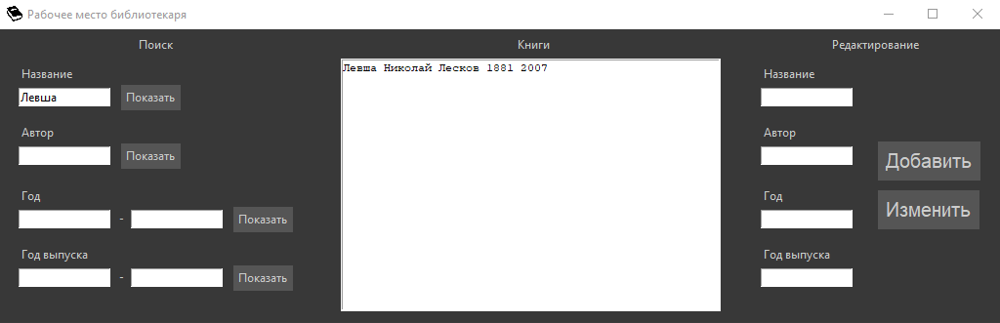 Рабочее место библиотекаря
Поиск
Название
Левша Показать
Автор
Показать
Год
- Показать
Год выпуска
- Показать
Книги
Левша Николай Лесков 1881 2007
Редактирование
Название
Автор
Год
Год выпуска
Добавить
Изменить